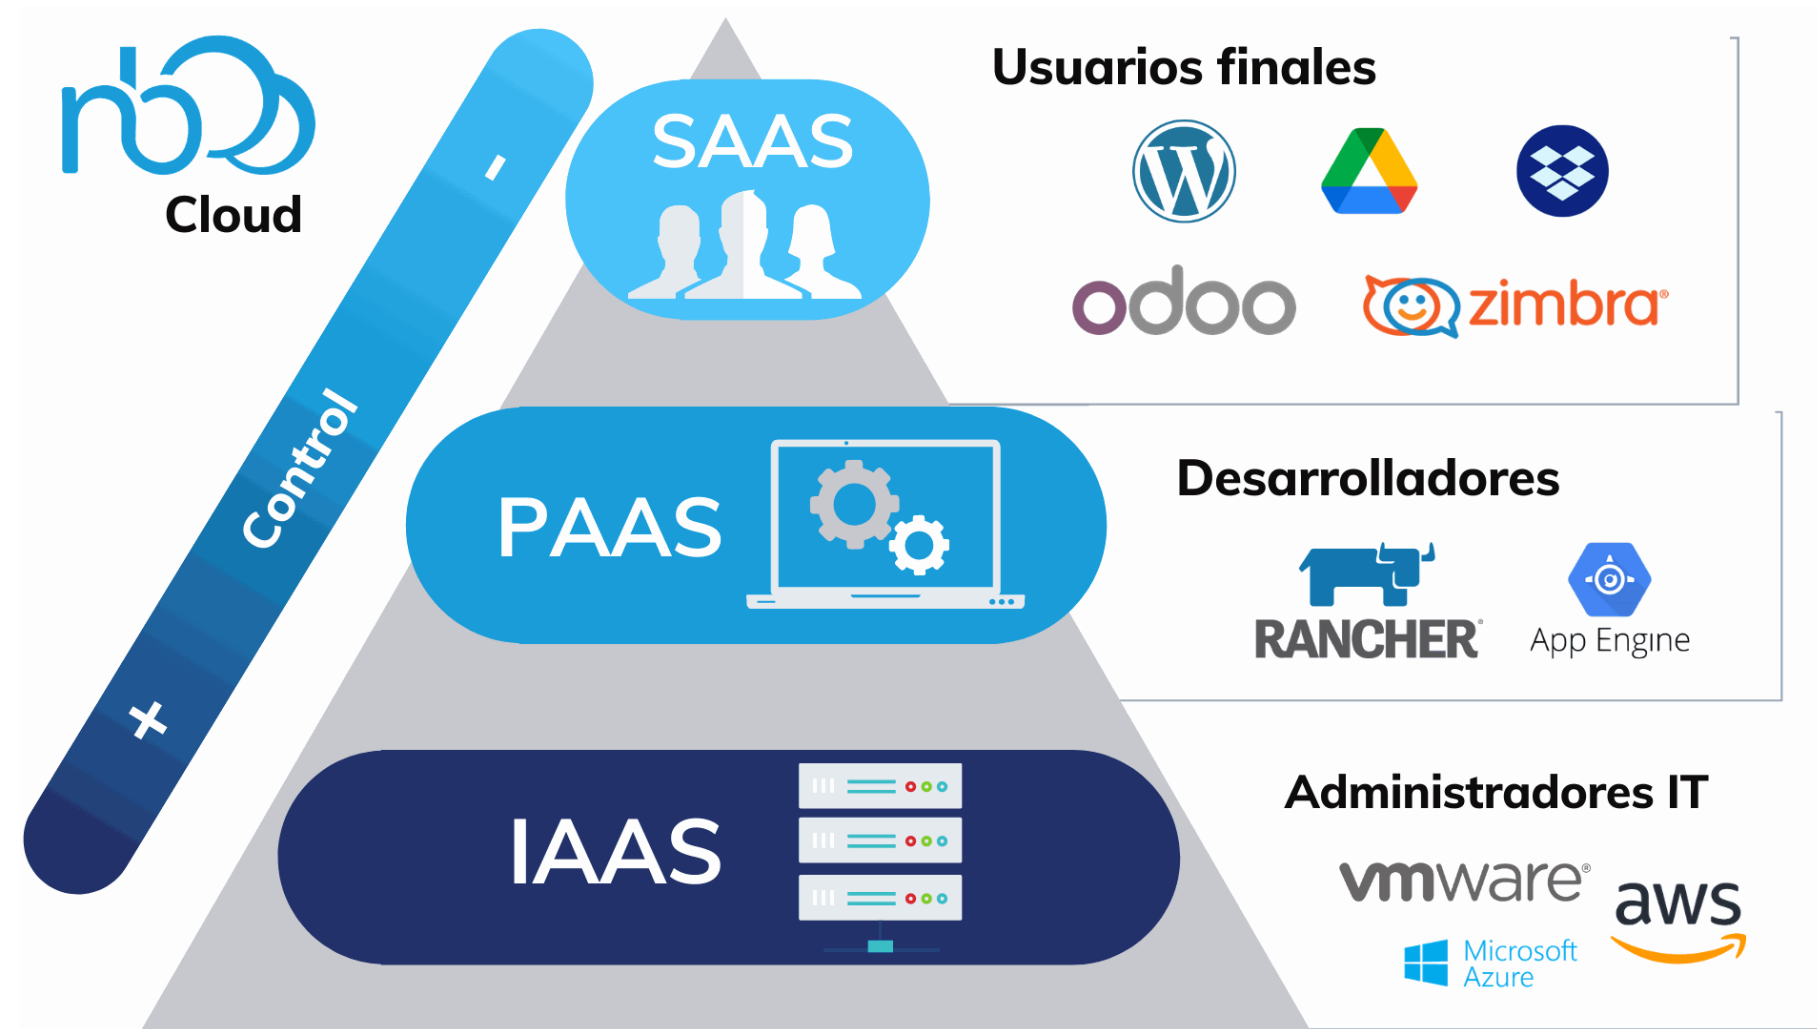 nb
Cloud
-
Control
+
SAAS
Usuarios finales
odoo
zimbra®
PAAS
Desarrolladores
RANCHER®
App Engine
IAAS
Administradores IT
vmware®
aws
Microsoft
Azure